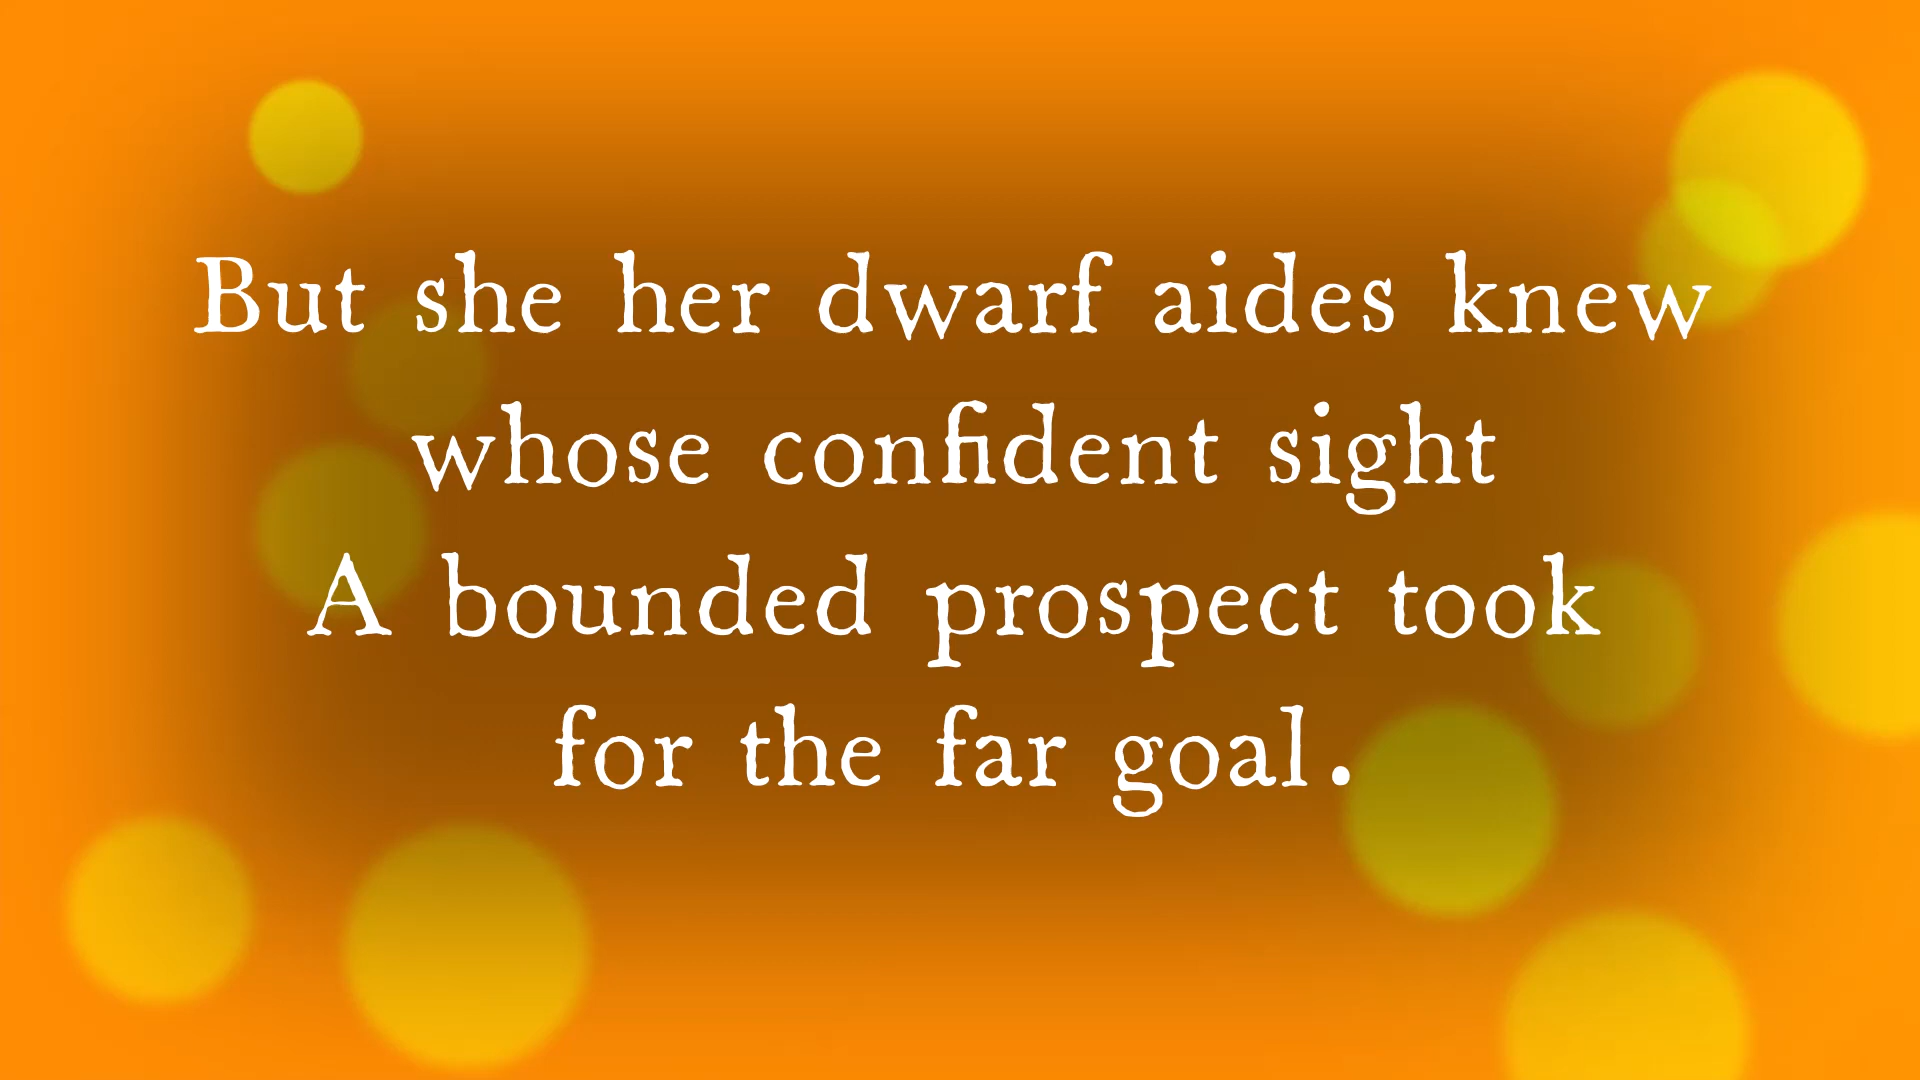 But she her dwarf aides knew
whose confident sight
A bounded prospect took
for the far goal.